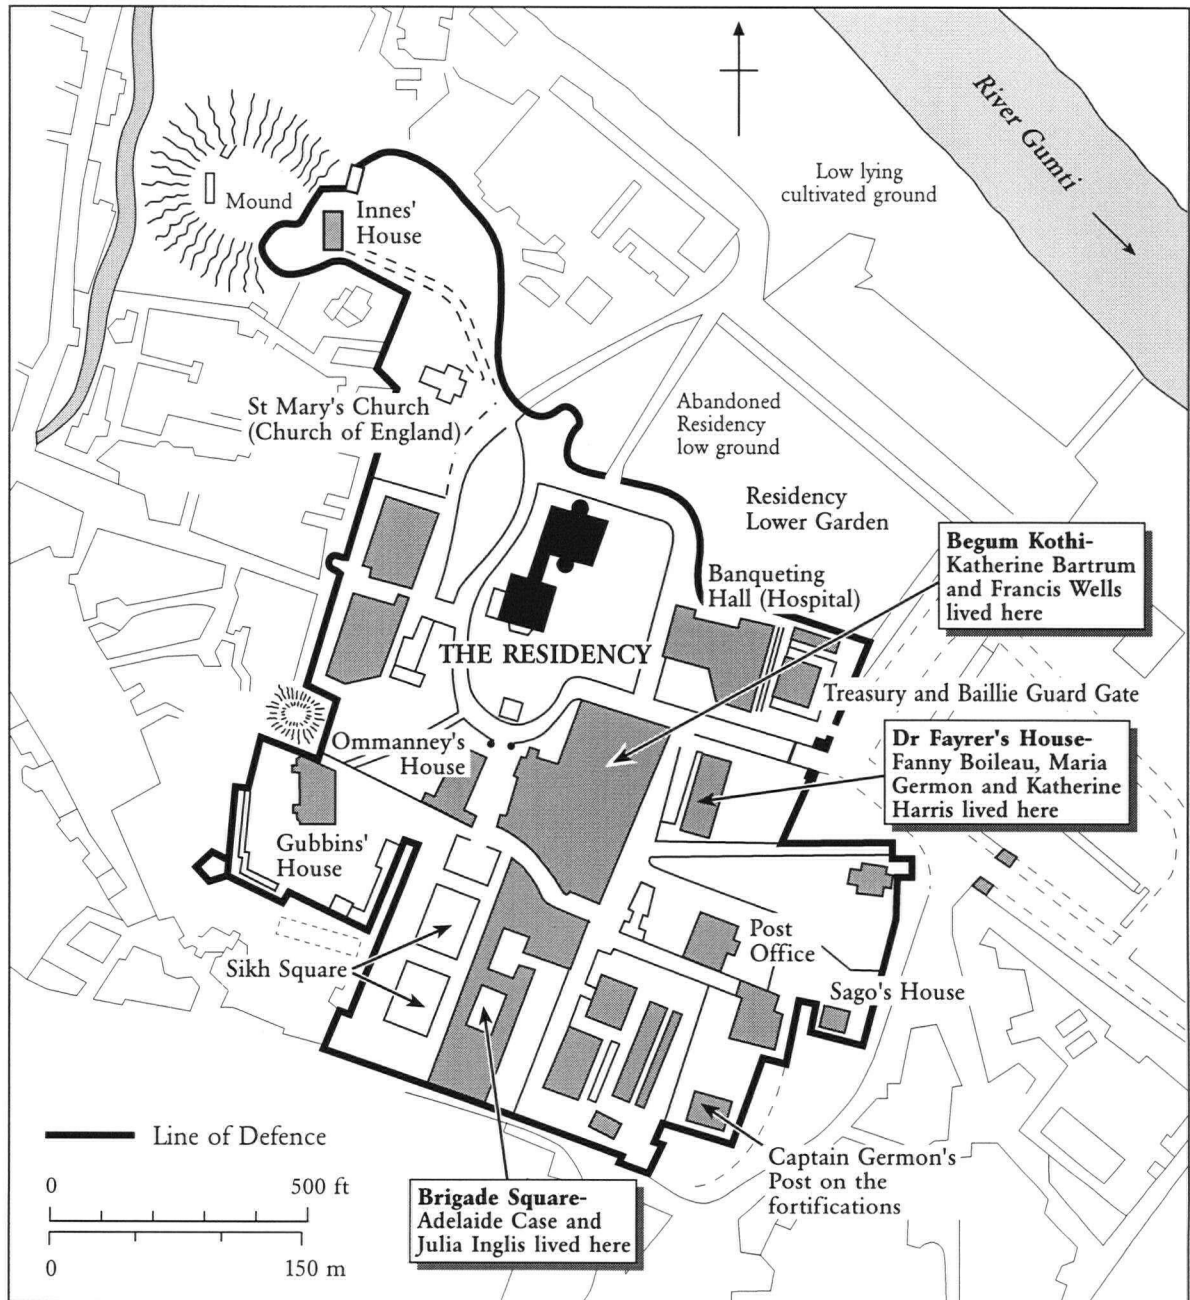 River Gumti
Low lying
cultivated ground
Mound
Innes'
House
St Mary's Church
(Church of England)
Abandoned
Residency
low ground
Residency
Lower Garden
Begum Kothi-
Katherine Bartrum
and Francis Wells
lived here
Banqueting
Hall (Hospital)
THE RESIDENCY
Treasury and Baillie Guard Gate
Ommanney's
House
Dr Fayrer's House-
Fanny Boileau, Maria
Germon and Katherine
Harris lived here
Gubbins'
House
Post
Office
Sikh Square
Sago's House
Line of Defence
Captain Germon's
Post on the
fortifications
0 500 ft
Brigade Square-
Adelaide Case and
Julia Inglis lived here
0 150 m